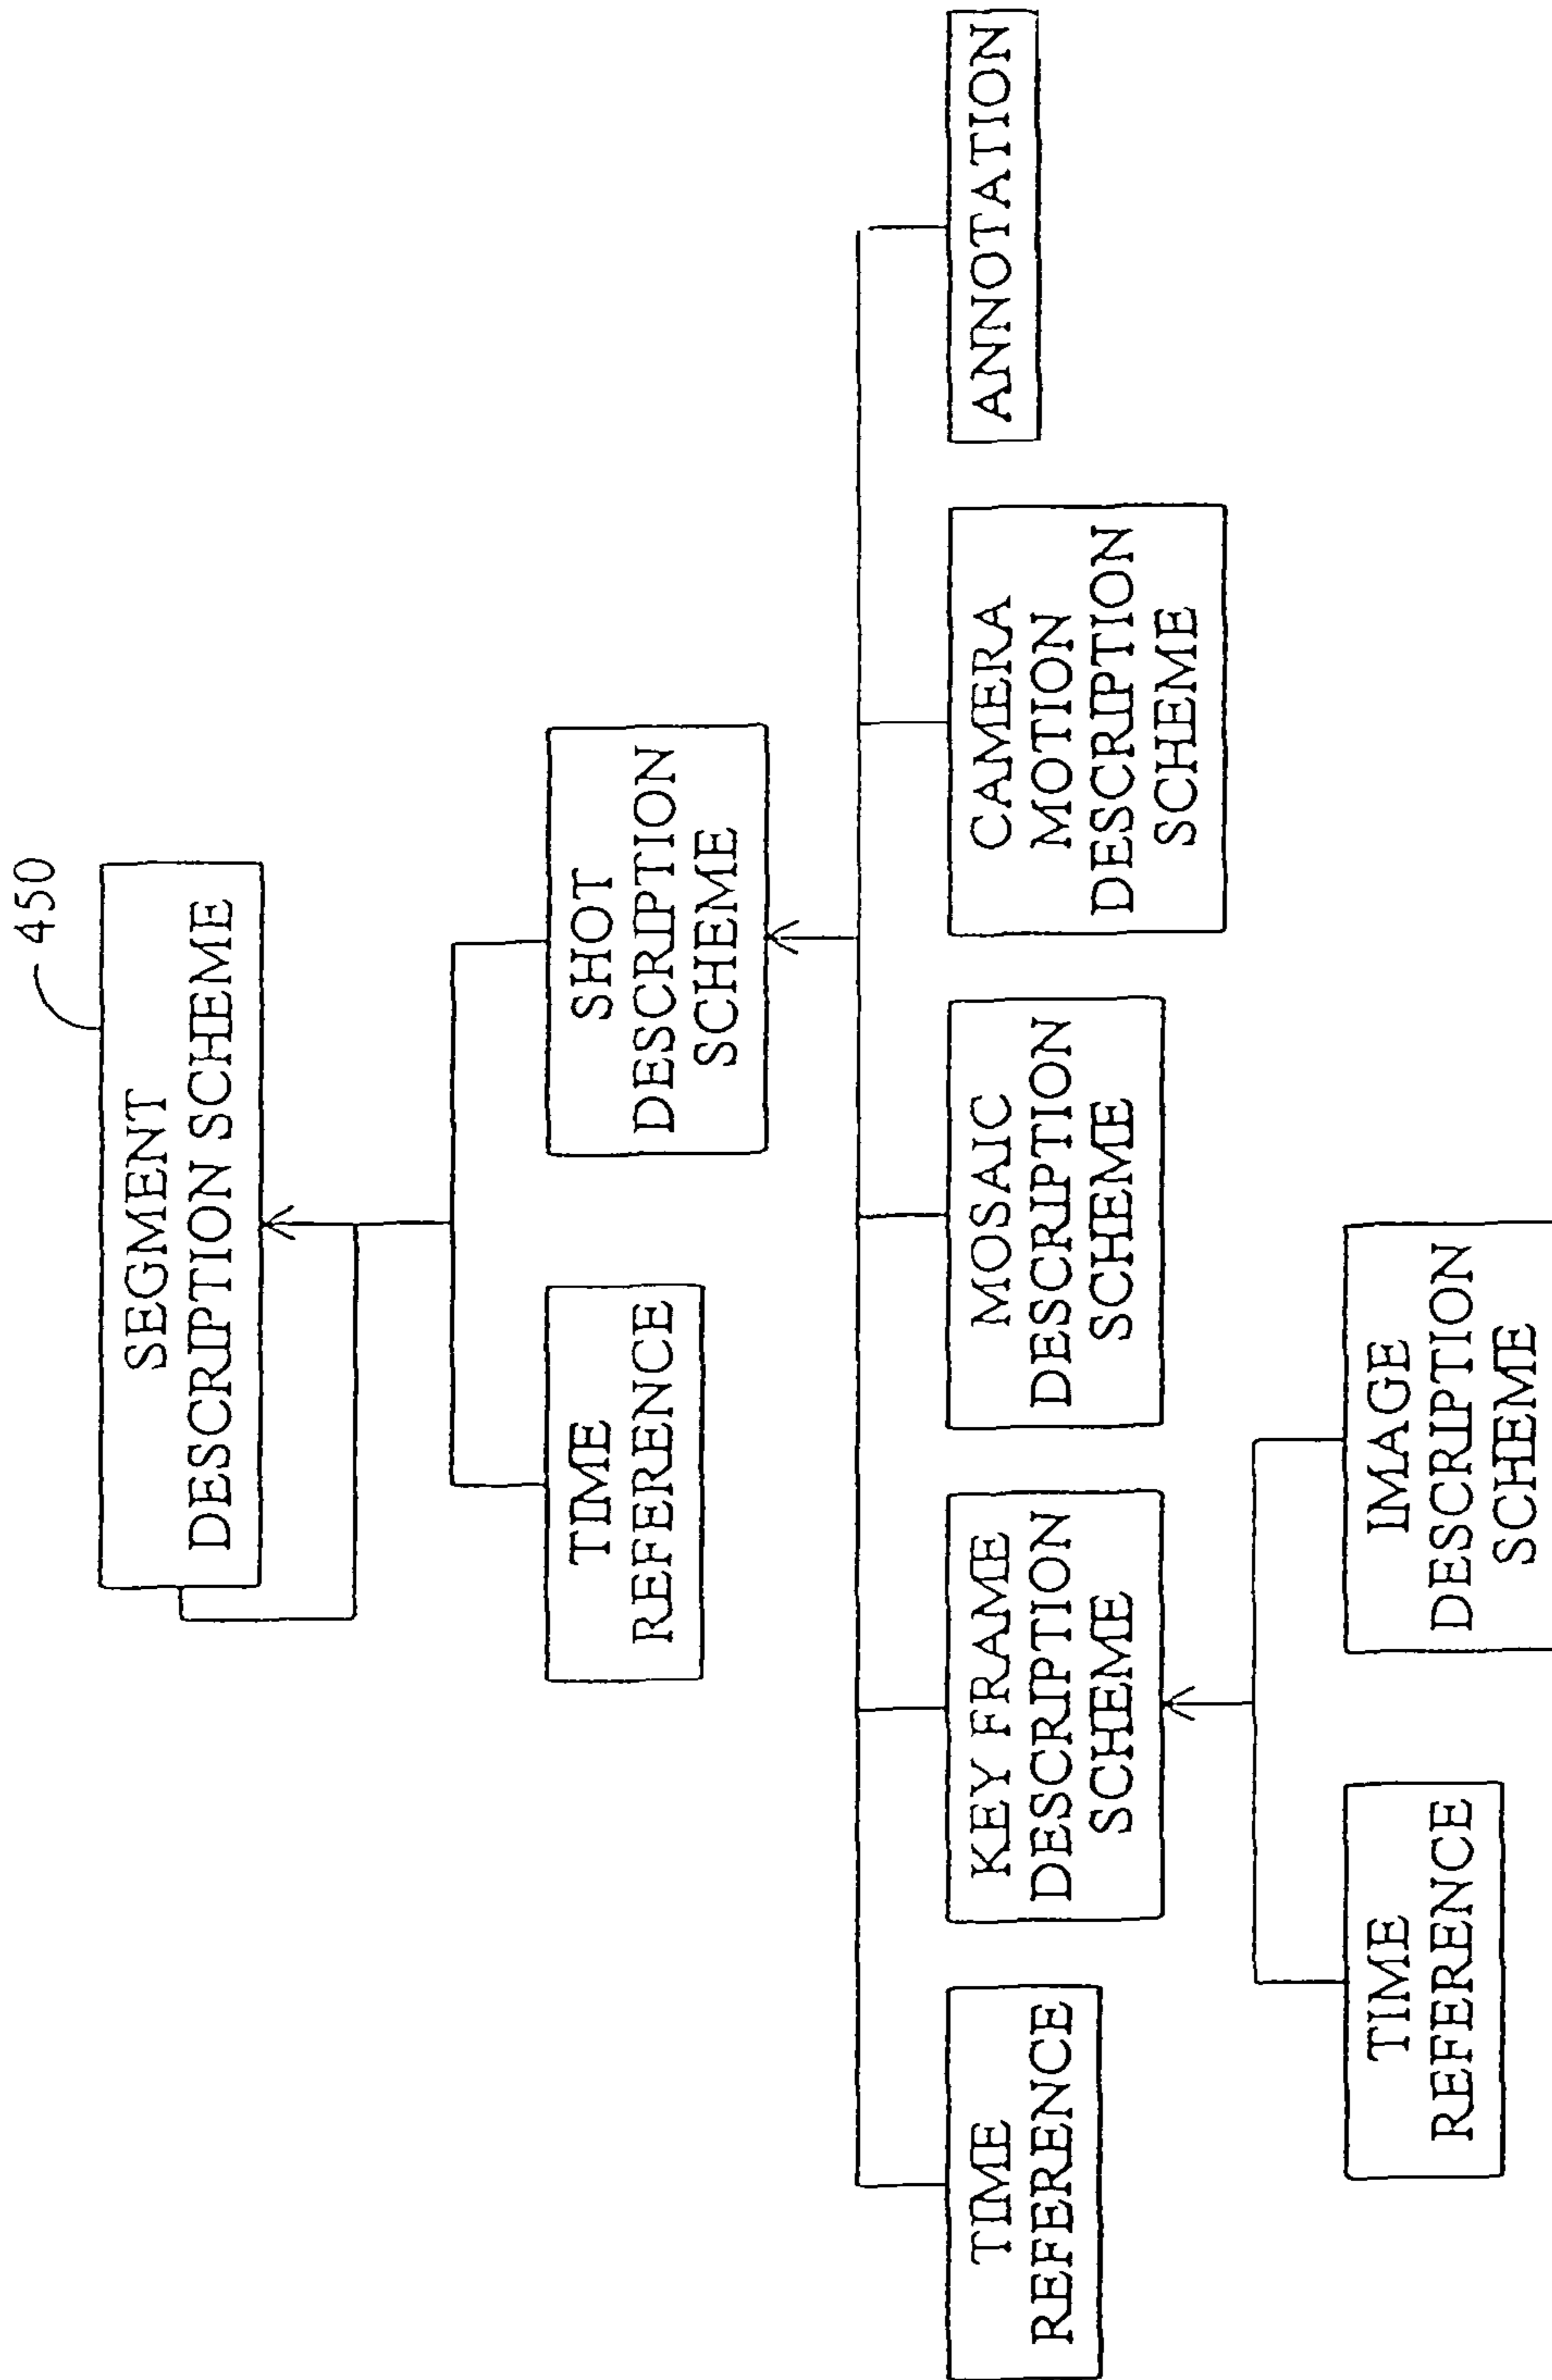 450
SEGMENT
DESCRIPTION SCHEME
TIME
REFERENCE
SHOT
DESCRIPTION
SCHEME
TIME
REFERENCE
KEY FRAME
DESCRIPTION
SCHEME
MOSAIC
DESCRIPTION
SCHEME
CAMERA
MOTION
DESCRIPTION
SCHEME
ANNOTATION
TIME
REFERENCE
IMAGE
DESCRIPTION
SCHEME